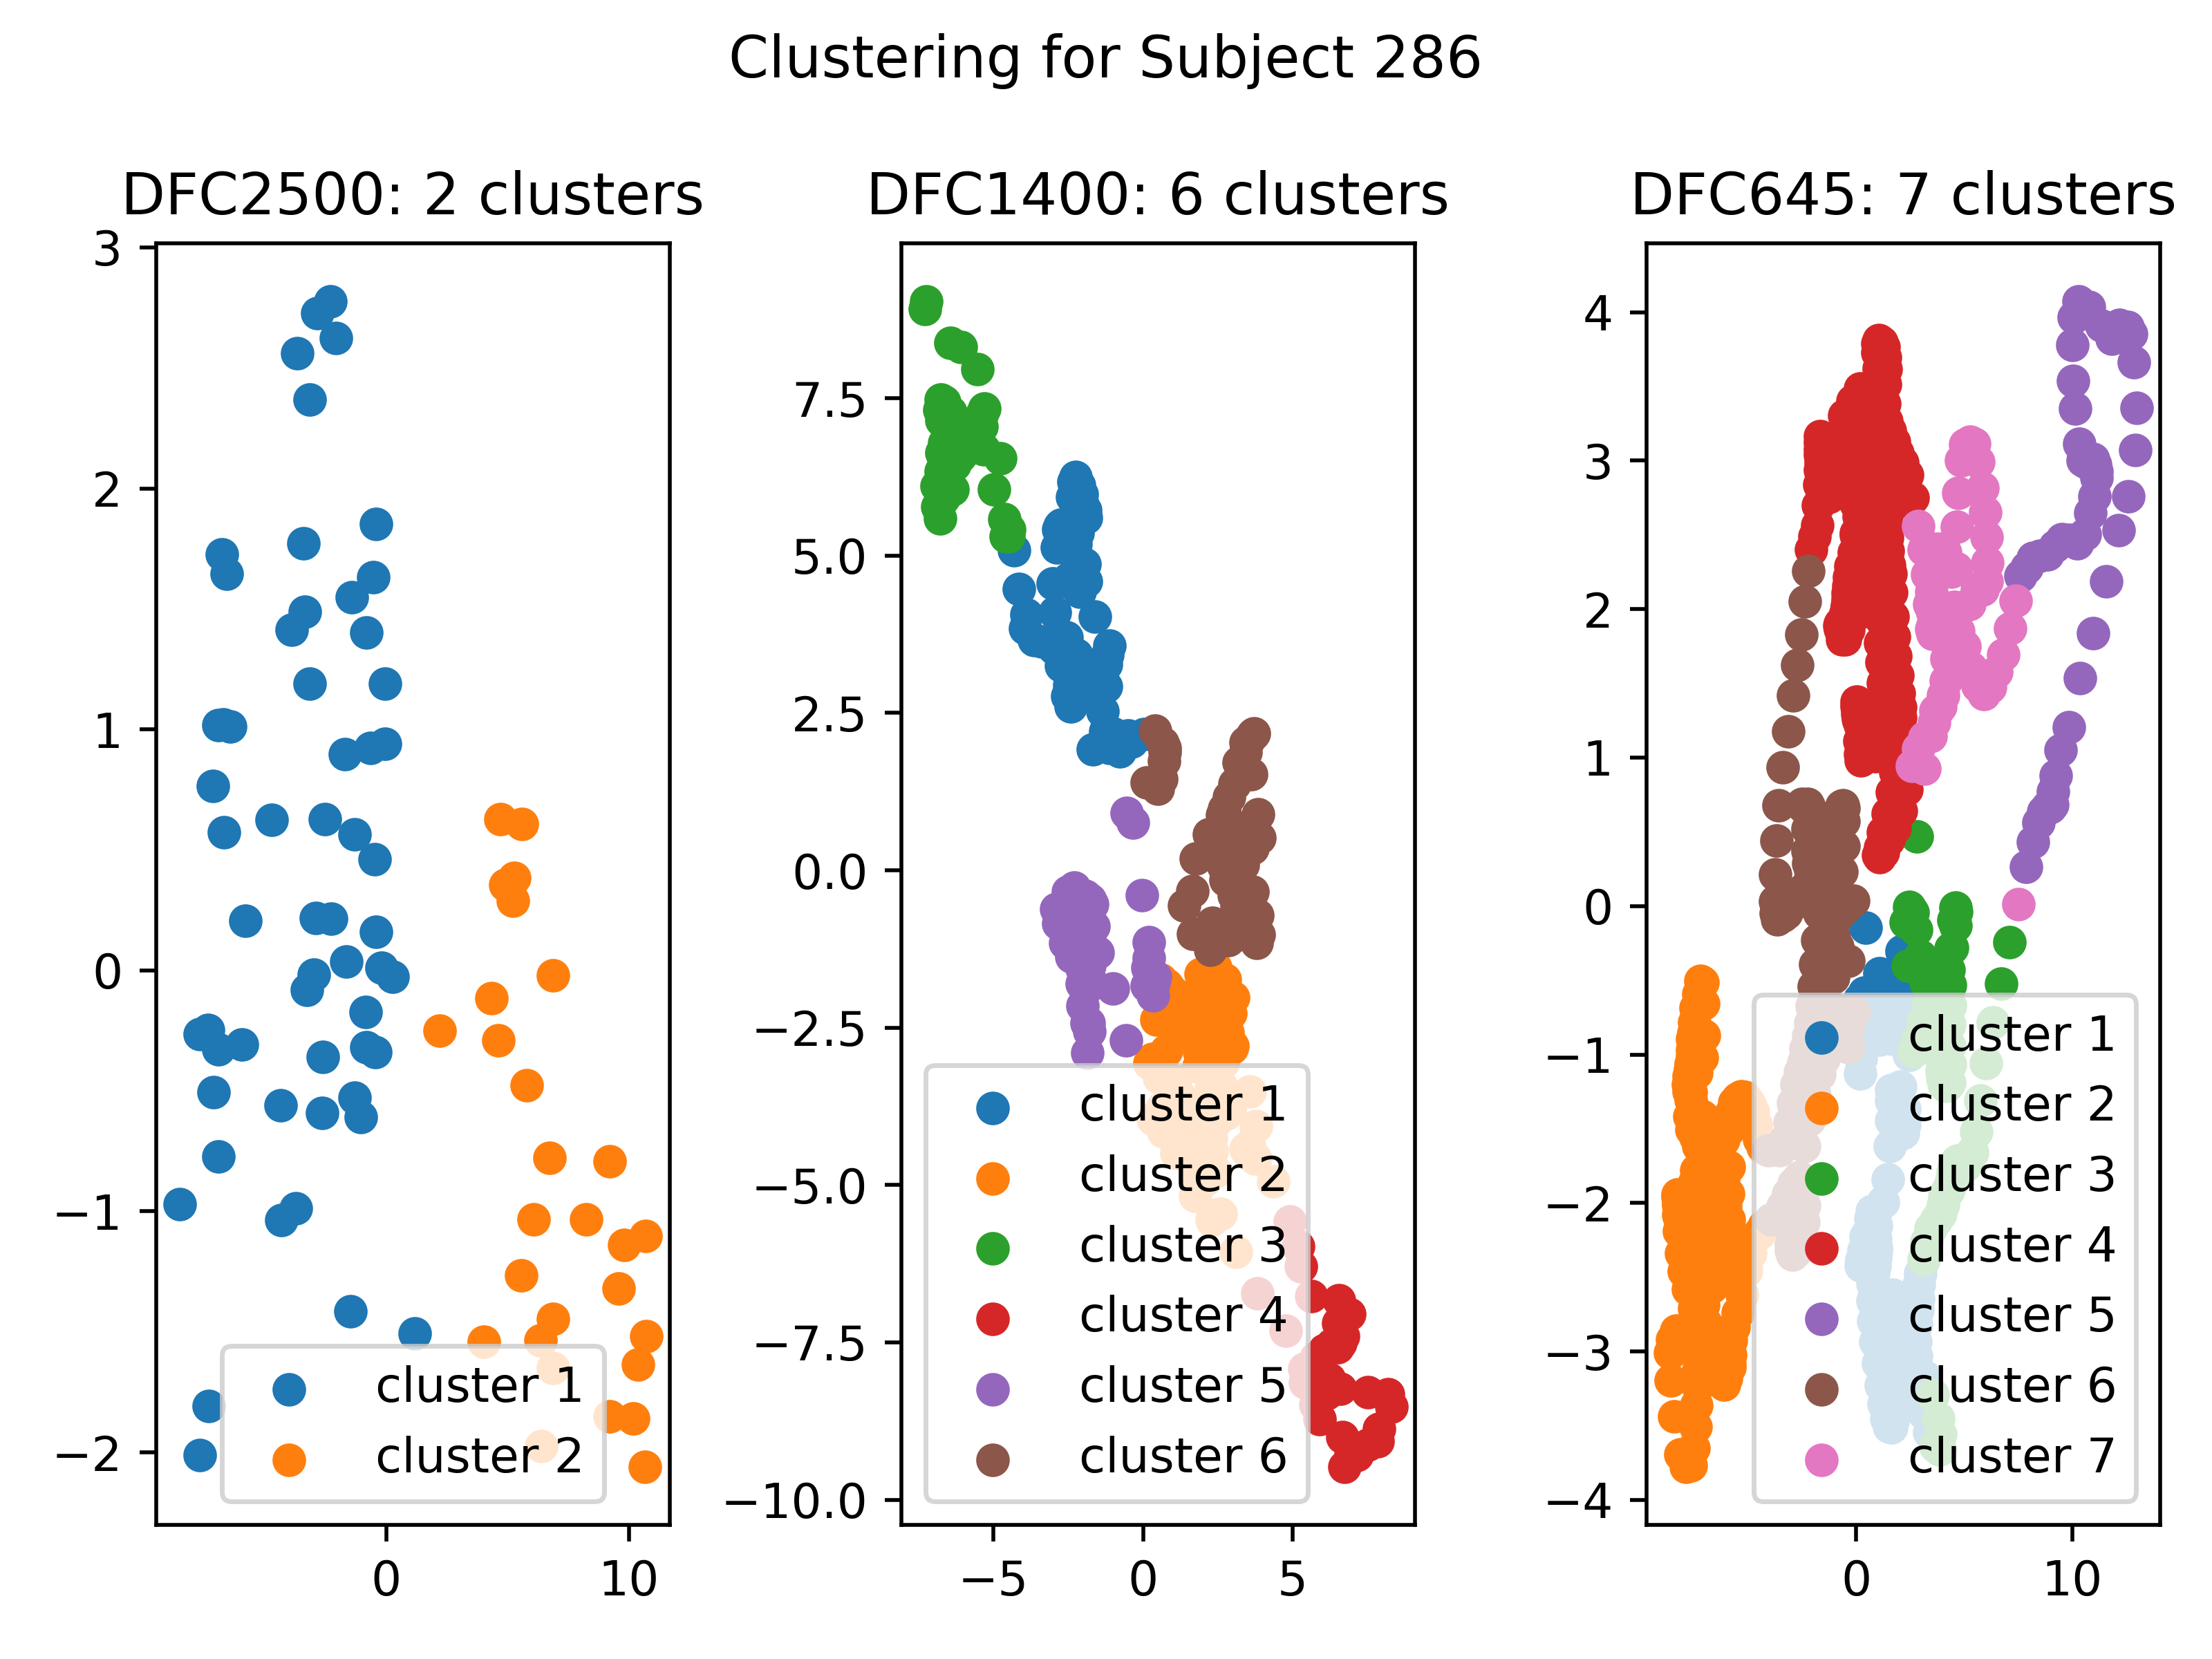 Clustering for Subject 286
DFC2500: 2 clusters
3
2
1
0
−1
−2
0
10
cluster 1
cluster 2
DFC1400: 6 clusters
7.5
5.0
2.5
0.0
−2.5
−5.0
−7.5
−10.0
−5
0
5
cluster 1
cluster 2
cluster 3
cluster 4
cluster 5
cluster 6
DFC645: 7 clusters
4
3
2
1
0
−1
−2
−3
−4
0
10
cluster 1
cluster 2
cluster 3
cluster 4
cluster 5
cluster 6
cluster 7